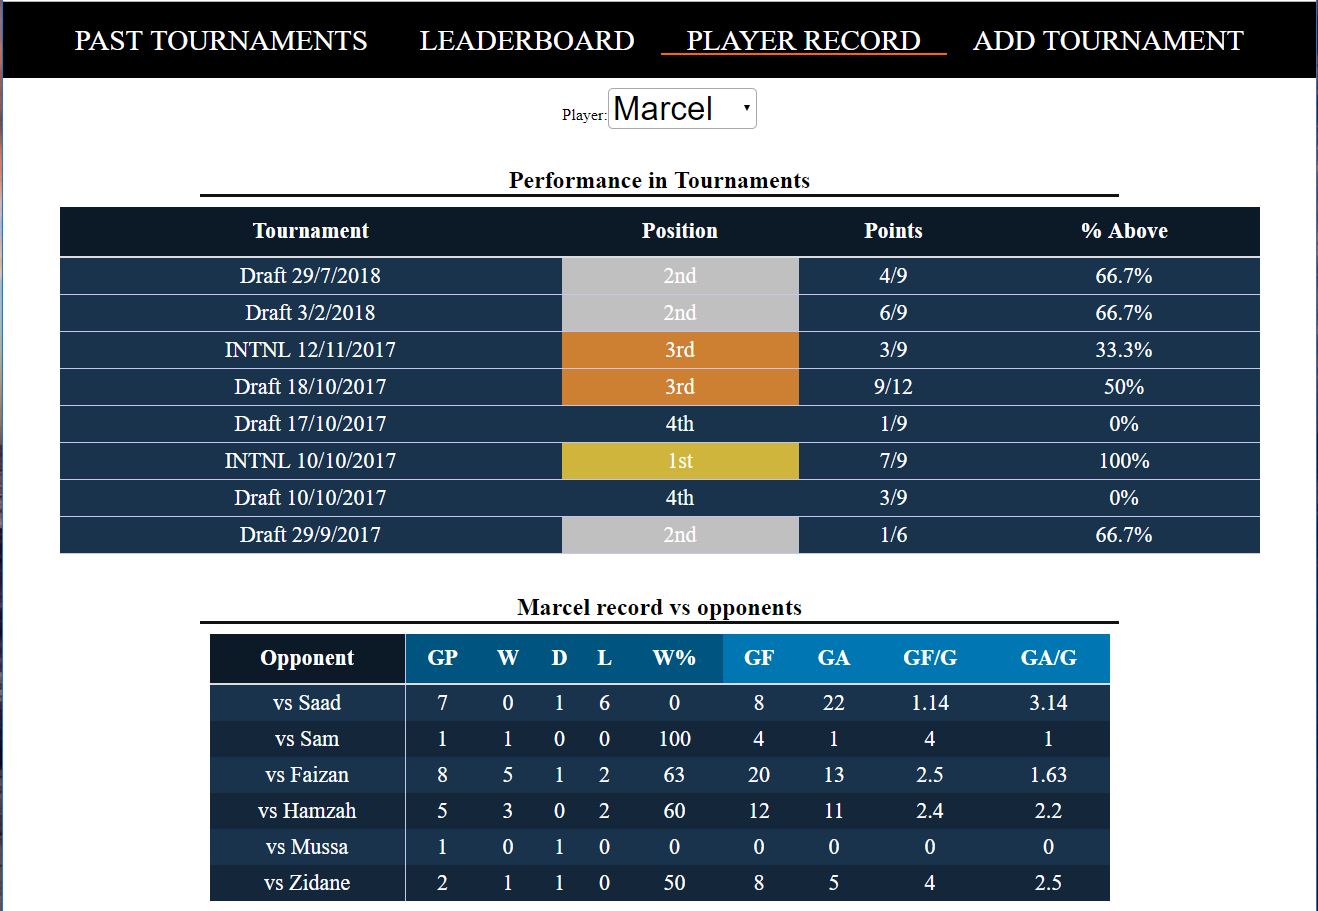 PAST TOURNAMENTS LEADERBOARD PLAYER RECORD ADD TOURNAMENT
Player: Marcel
Performance in Tournaments
Tournament Position Points % Above
Draft 29/7/2018 2nd 4/9 66.7%
Draft 3/2/2018 2nd 6/9 66.7%
INTNL 12/11/2017 3rd 3/9 33.3%
Draft 18/10/2017 3rd 9/12 50%
Draft 17/10/2017 4th 1/9 0%
INTNL 10/10/2017 1st 7/9 100%
Draft 10/10/2017 4th 3/9 0%
Draft 29/9/2017 2nd 1/6 66.7%
Marcel record vs opponents
Opponent GP W D L W% GF GA GF/G GA/G
vs Saad 7 0 1 6 0 8 22 1.14 3.14
vs Sam 1 1 0 0 100 4 1 4 1
vs Faizan 8 5 1 2 63 20 13 2.5 1.63
vs Hamzah 5 3 0 2 60 12 11 2.4 2.2
vs Mussa 1 0 1 0 0 0 0 0 0
vs Zidane 2 1 1 0 50 8 5 4 2.5